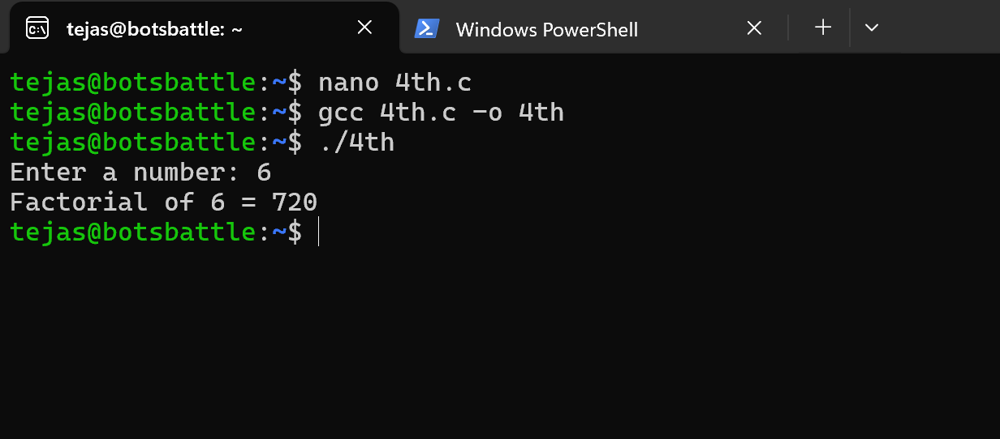 tejas@botsbattle: ~
Windows PowerShell
tejas@botsbattle:~$ nano 4th.c
tejas@botsbattle:~$ gcc 4th.c -o 4th
tejas@botsbattle:~$ ./4th
Enter a number: 6
Factorial of 6 = 720
tejas@botsbattle:~$